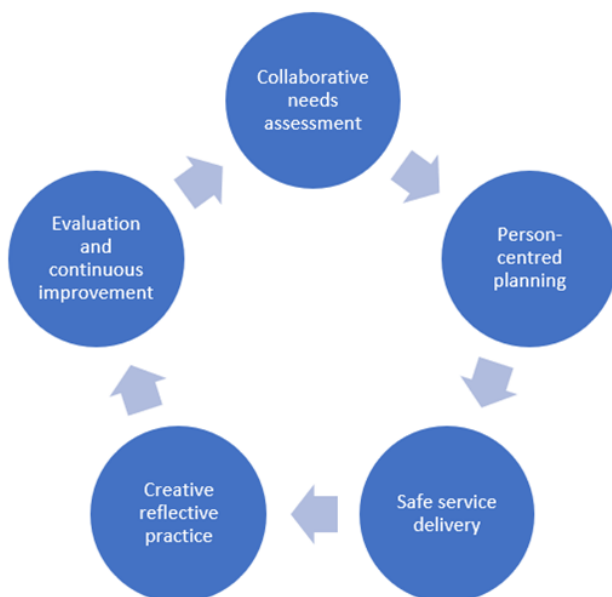 Collaborative
needs
assessment
Person-
centred
planning
Safe service
delivery
Creative
reflective
practice
Evaluation
and
continuous
improvement